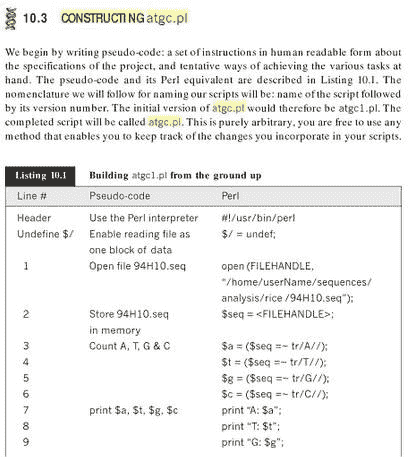 10.3 CONSTRUCTING atgc.pl
We begin by writing pseudo-code: a set of instructions in human readable form about
the specifications of the project, and tentative ways of achieving the various tasks at
hand. The pseudo-code and its Perl equivalent are described in Listing 10.1. The
nomenclature we will follow for naming our scripts will be: name of the script followed
by its version number. The initial version of atgc.pl would therefore be atgc1.pl. The
completed script will be called atgc.pl. This is purely arbitrary, you are free to use any
method that enables you to keep track of the changes you incorporate in your scripts.
Listing 10.1 Building atgc1.pl from the ground up
Line # Pseudo-code Perl
Header Use the Perl interpreter #!/usr/bin/perl
Undefine $/ Enable reading file as $/ = undef;
one block of data
1 Open file 94H10.seq open (FILEHANDLE,
"/home/userName/sequences/
analysis/rice /94H10.seq");
2 Store 94H10.seq $seq = <FILEHANDLE>;
in memory
3 Count A, T, G & C $a = ($seq =~ tr/A//);
4 $t = ($seq =~ tr/T//);
5 $g = ($seq =~ tr/G//);
6 $c = ($seq =~ tr/C//);
7 print $a, $t, $g, $c print "A: $a";
8 print "T: $t";
9 print "G: $g";